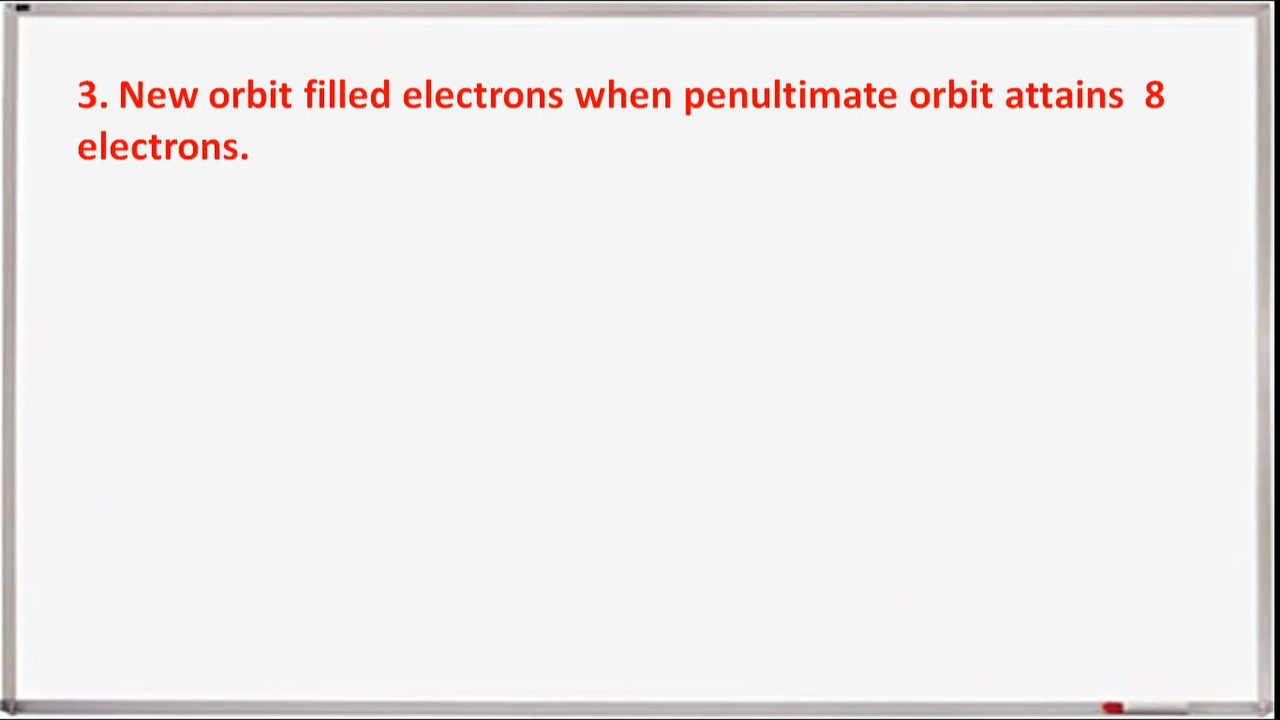 3. New orbit filled electrons when penultimate orbit attains  8
electrons.